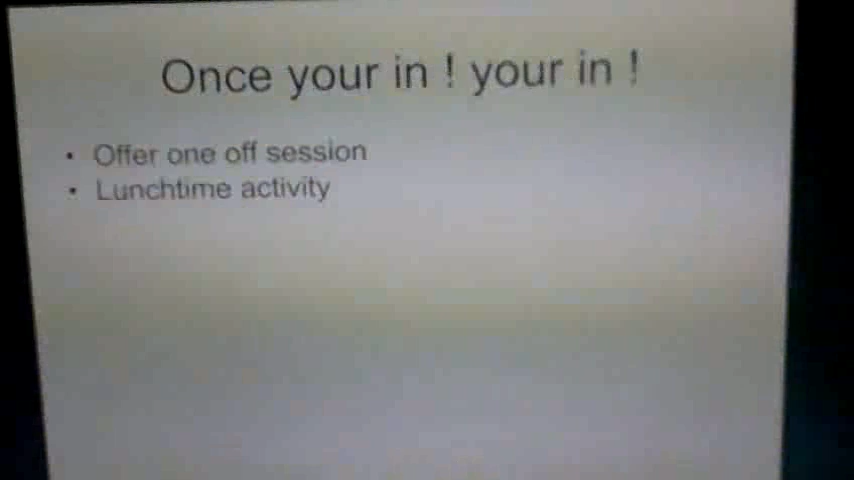 Once your in ! your in !
• Offer one off session
• Lunchtime activity